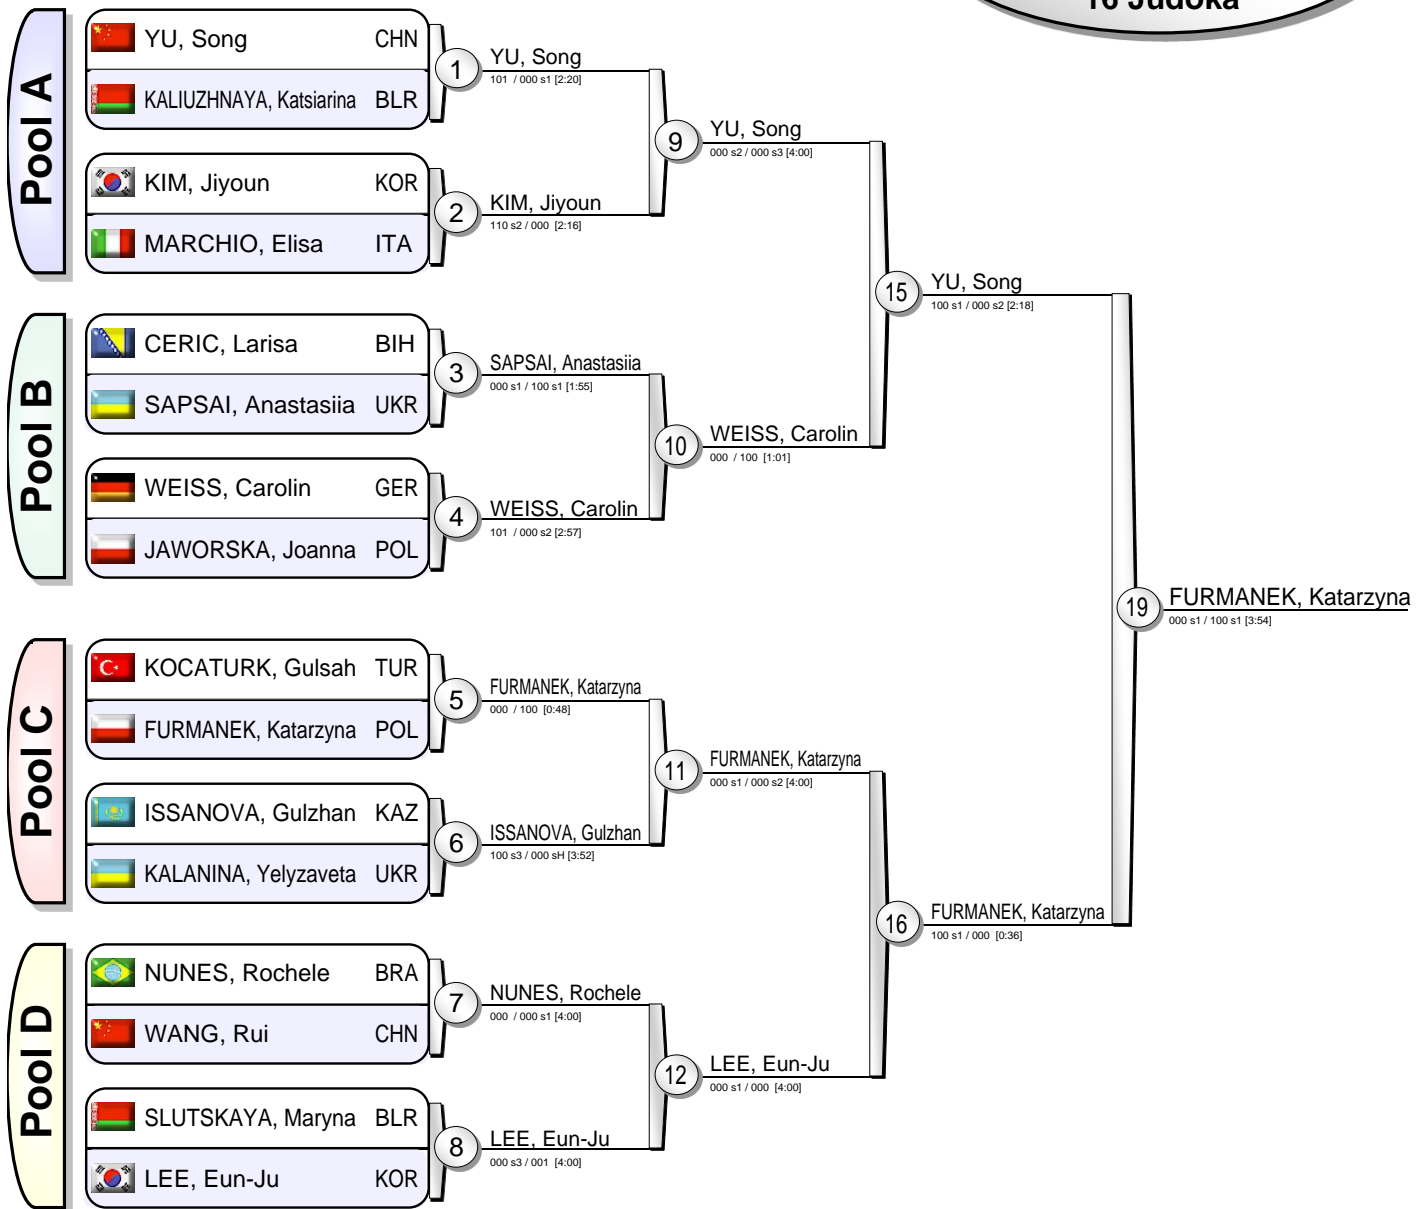 16 Judoka
Pool A
YU, Song CHN
KALIUZHNAYA, Katsiarina BLR
KIM, Jiyoun KOR
MARCHIO, Elisa ITA
Pool B
CERIC, Larisa BIH
SAPSAI, Anastasiia UKR
WEISS, Carolin GER
JAWORSKA, Joanna POL
Pool C
KOCATURK, Gulsah TUR
FURMANEK, Katarzyna POL
ISSANOVA, Gulzhan KAZ
KALANINA, Yelyzaveta UKR
Pool D
NUNES, Rochele BRA
WANG, Rui CHN
SLUTSKAYA, Maryna BLR
LEE, Eun-Ju KOR
1
YU, Song
101 / 000 s1 [2:20]
2
KIM, Jiyoun
110 s2 / 000 [2:16]
3
SAPSAI, Anastasiia
000 s1 / 100 s1 [1:55]
4
WEISS, Carolin
101 / 000 s2 [2:57]
5
FURMANEK, Katarzyna
000 / 100 [0:48]
6
ISSANOVA, Gulzhan
100 s3 / 000 sH [3:52]
7
NUNES, Rochele
000 / 000 s1 [4:00]
8
LEE, Eun-Ju
000 s3 / 001 [4:00]
9
YU, Song
000 s2 / 000 s3 [4:00]
10
WEISS, Carolin
000 / 100 [1:01]
11
FURMANEK, Katarzyna
000 s1 / 000 s2 [4:00]
12
LEE, Eun-Ju
000 s1 / 000 [4:00]
15
YU, Song
100 s1 / 000 s2 [2:18]
16
FURMANEK, Katarzyna
100 s1 / 000 [0:36]
19
FURMANEK, Katarzyna
000 s1 / 100 s1 [3:54]